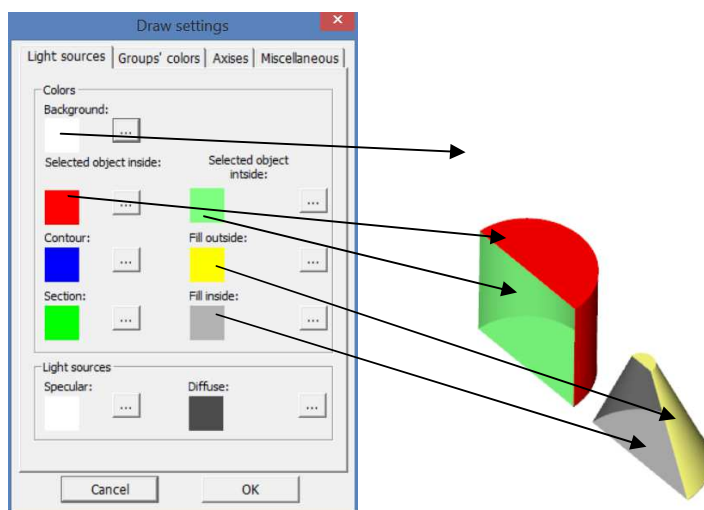 Draw settings
×
Light sources Groups' colors Axises Miscellaneous
Colors
Background:
...
Selected object inside: Selected object
intside:
... ...
Contour: Fill outside:
... ...
Section: Fill inside:
... ...
Light sources
Specular: Diffuse:
... ...
Cancel OK